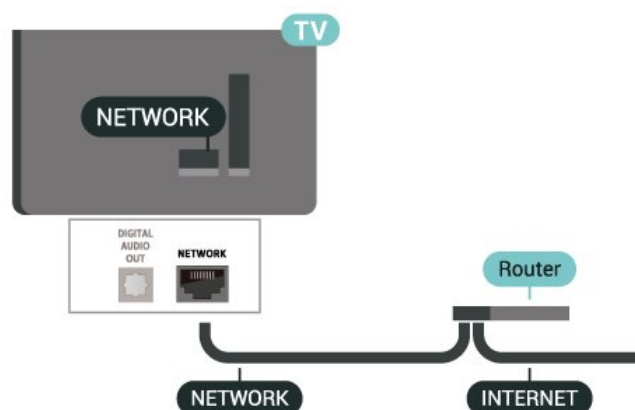 TV
NETWORK
DIGITAL
AUDIO
OUT
NETWORK
Router
NETWORK
INTERNET